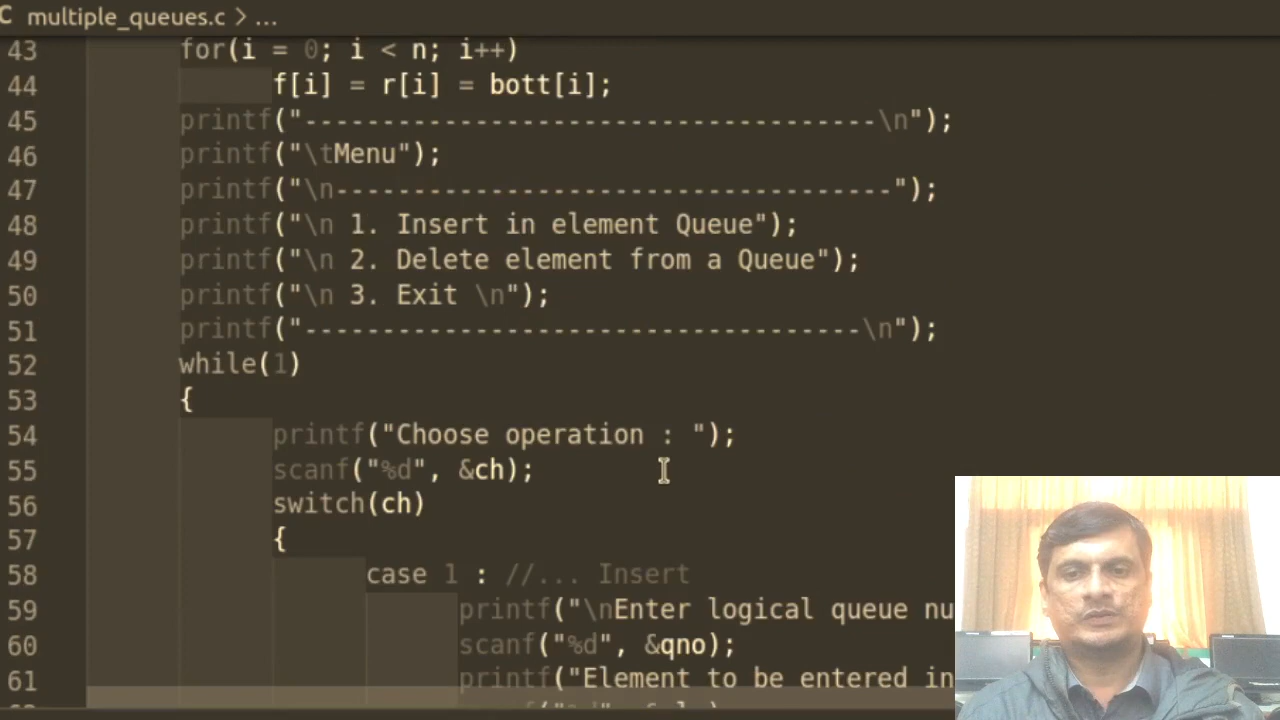 C multiple_queues.c > ...
43 for(i = 0; i < n; i++)
44 f[i] = r[i] = bott[i];
45 printf("-------------------------------------\n");
46 printf("\tMenu");
47 printf("\n------------------------------------");
48 printf("\n 1. Insert in element Queue");
49 printf("\n 2. Delete element from a Queue");
50 printf("\n 3. Exit \n");
51 printf("------------------------------------\n");
52 while(1)
53 {
54 printf("Choose operation : ");
55 scanf("%d", &ch);
56 switch(ch)
57 {
58 case 1 : //... Insert
59 printf("\nEnter logical queue nu
60 scanf("%d", &qno);
61 printf("Element to be entered in